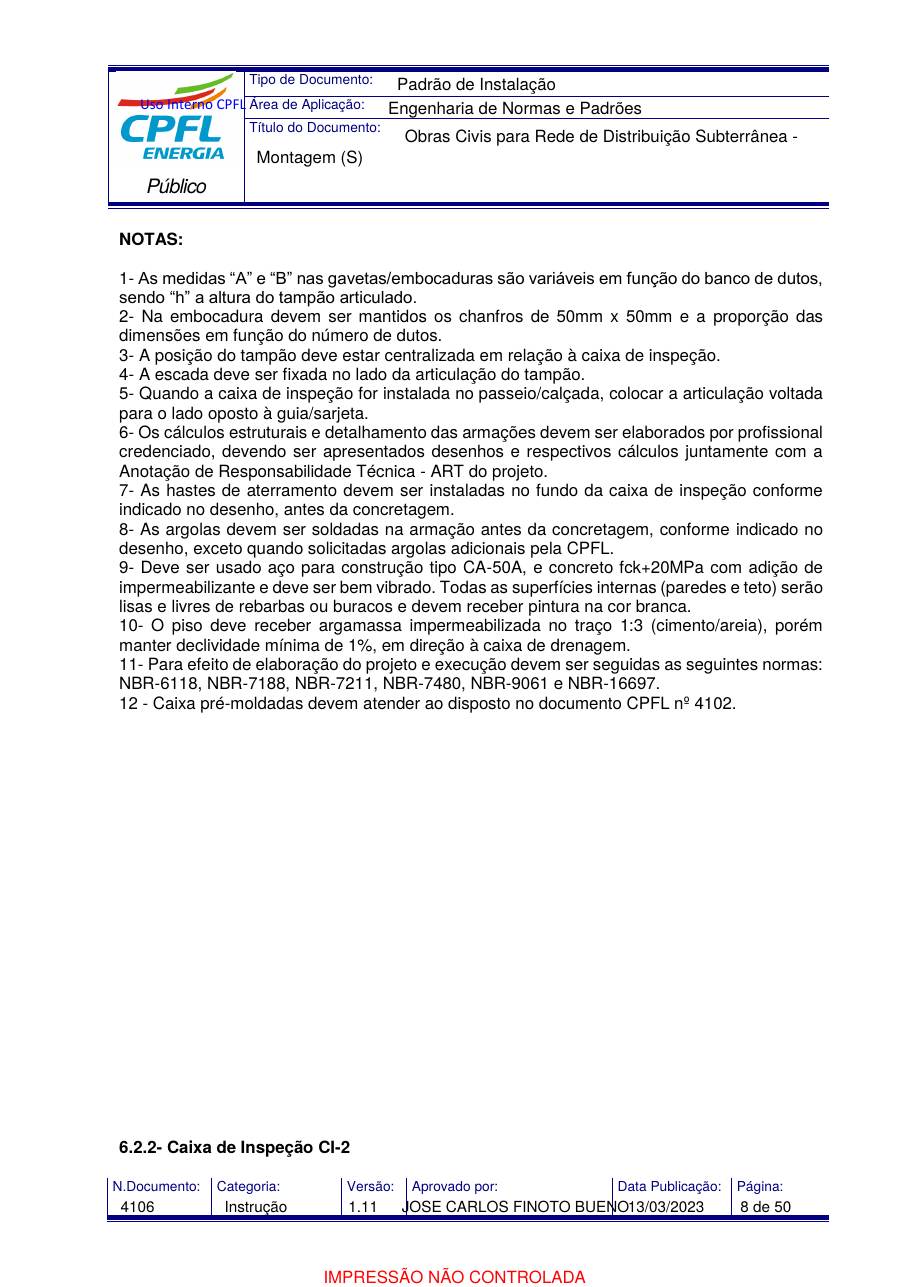 Tipo de Documento: Padrão de Instalação
Uso Interno CPFL Área de Aplicação: Engenharia de Normas e Padrões
CPFL
ENERGIA
Título do Documento: Obras Civis para Rede de Distribuição Subterrânea -
Montagem (S)
Público
NOTAS:
1- As medidas “A” e “B” nas gavetas/embocaduras são variáveis em função do banco de dutos,
sendo “h” a altura do tampão articulado.
2- Na embocadura devem ser mantidos os chanfros de 50mm x 50mm e a proporção das
dimensões em função do número de dutos.
3- A posição do tampão deve estar centralizada em relação à caixa de inspeção.
4- A escada deve ser fixada no lado da articulação do tampão.
5- Quando a caixa de inspeção for instalada no passeio/calçada, colocar a articulação voltada
para o lado oposto à guia/sarjeta.
6- Os cálculos estruturais e detalhamento das armações devem ser elaborados por profissional
credenciado, devendo ser apresentados desenhos e respectivos cálculos juntamente com a
Anotação de Responsabilidade Técnica - ART do projeto.
7- As hastes de aterramento devem ser instaladas no fundo da caixa de inspeção conforme
indicado no desenho, antes da concretagem.
8- As argolas devem ser soldadas na armação antes da concretagem, conforme indicado no
desenho, exceto quando solicitadas argolas adicionais pela CPFL.
9- Deve ser usado aço para construção tipo CA-50A, e concreto fck+20MPa com adição de
impermeabilizante e deve ser bem vibrado. Todas as superfícies internas (paredes e teto) serão
lisas e livres de rebarbas ou buracos e devem receber pintura na cor branca.
10- O piso deve receber argamassa impermeabilizada no traço 1:3 (cimento/areia), porém
manter declividade mínima de 1%, em direção à caixa de drenagem.
11- Para efeito de elaboração do projeto e execução devem ser seguidas as seguintes normas:
NBR-6118, NBR-7188, NBR-7211, NBR-7480, NBR-9061 e NBR-16697.
12 - Caixa pré-moldadas devem atender ao disposto no documento CPFL nº 4102.
6.2.2- Caixa de Inspeção CI-2
N.Documento: Categoria: Versão: Aprovado por: Data Publicação: Página:
4106 Instrução 1.11 JOSE CARLOS FINOTO BUENO 13/03/2023 8 de 50
IMPRESSÃO NÃO CONTROLADA